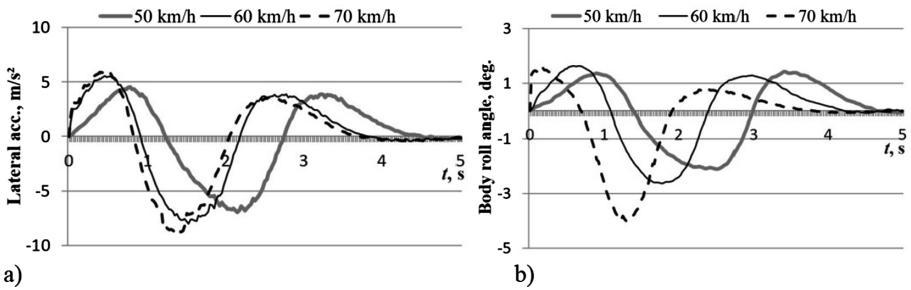 50 km/h 60 km/h 70 km/h
Lateral acc., m/s²
10
5
0
-5
-10
0 1 2 3 4 5
t, s
a)
50 km/h 60 km/h 70 km/h
Body roll angle, deg.
3
1
-1
-3
-5
0 1 2 3 4 5
t, s
b)